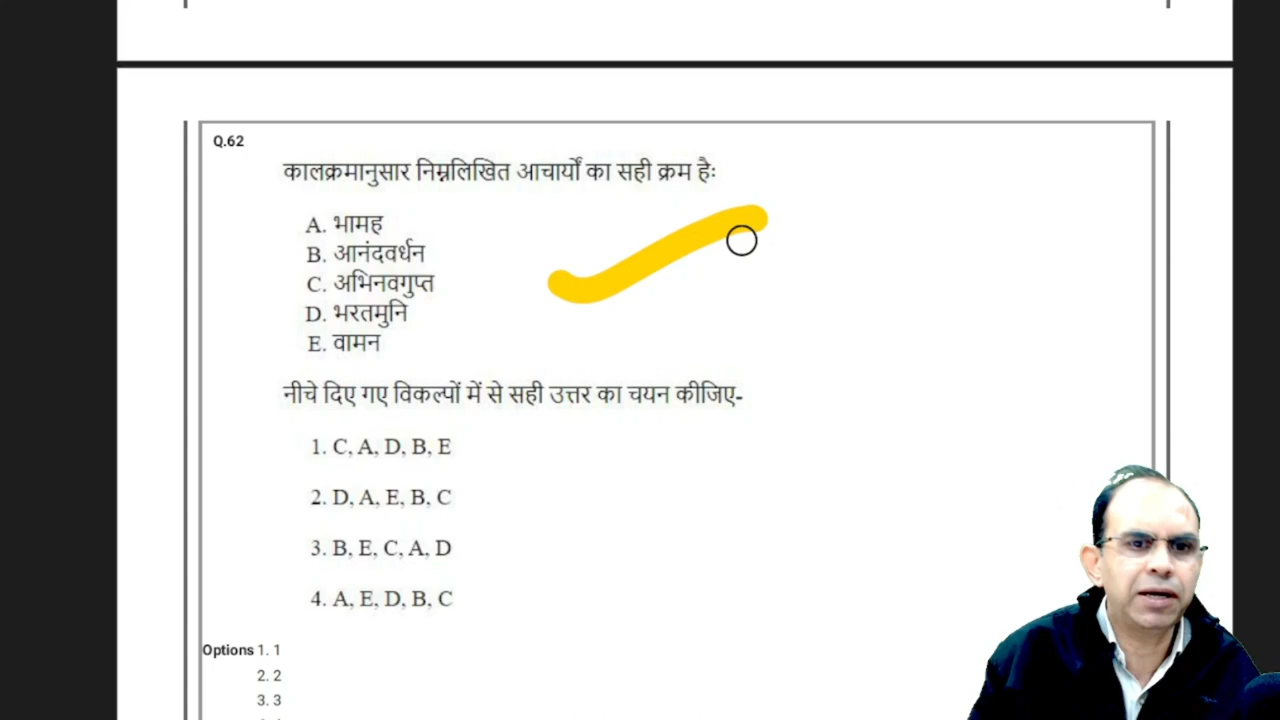 Q.62
कालक्रमानुसार निम्नलिखित आचार्यों का सही क्रम है:
A. भामह
B. आनंदवर्धन
C. अभिनवगुप्त
D. भरतमुनि
E. वामन
नीचे दिए गए विकल्पों में से सही उत्तर का चयन कीजिए-
1. C, A, D, B, E
2. D, A, E, B, C
3. B, E, C, A, D
4. A, E, D, B, C
Options 1. 1
2. 2
3. 3